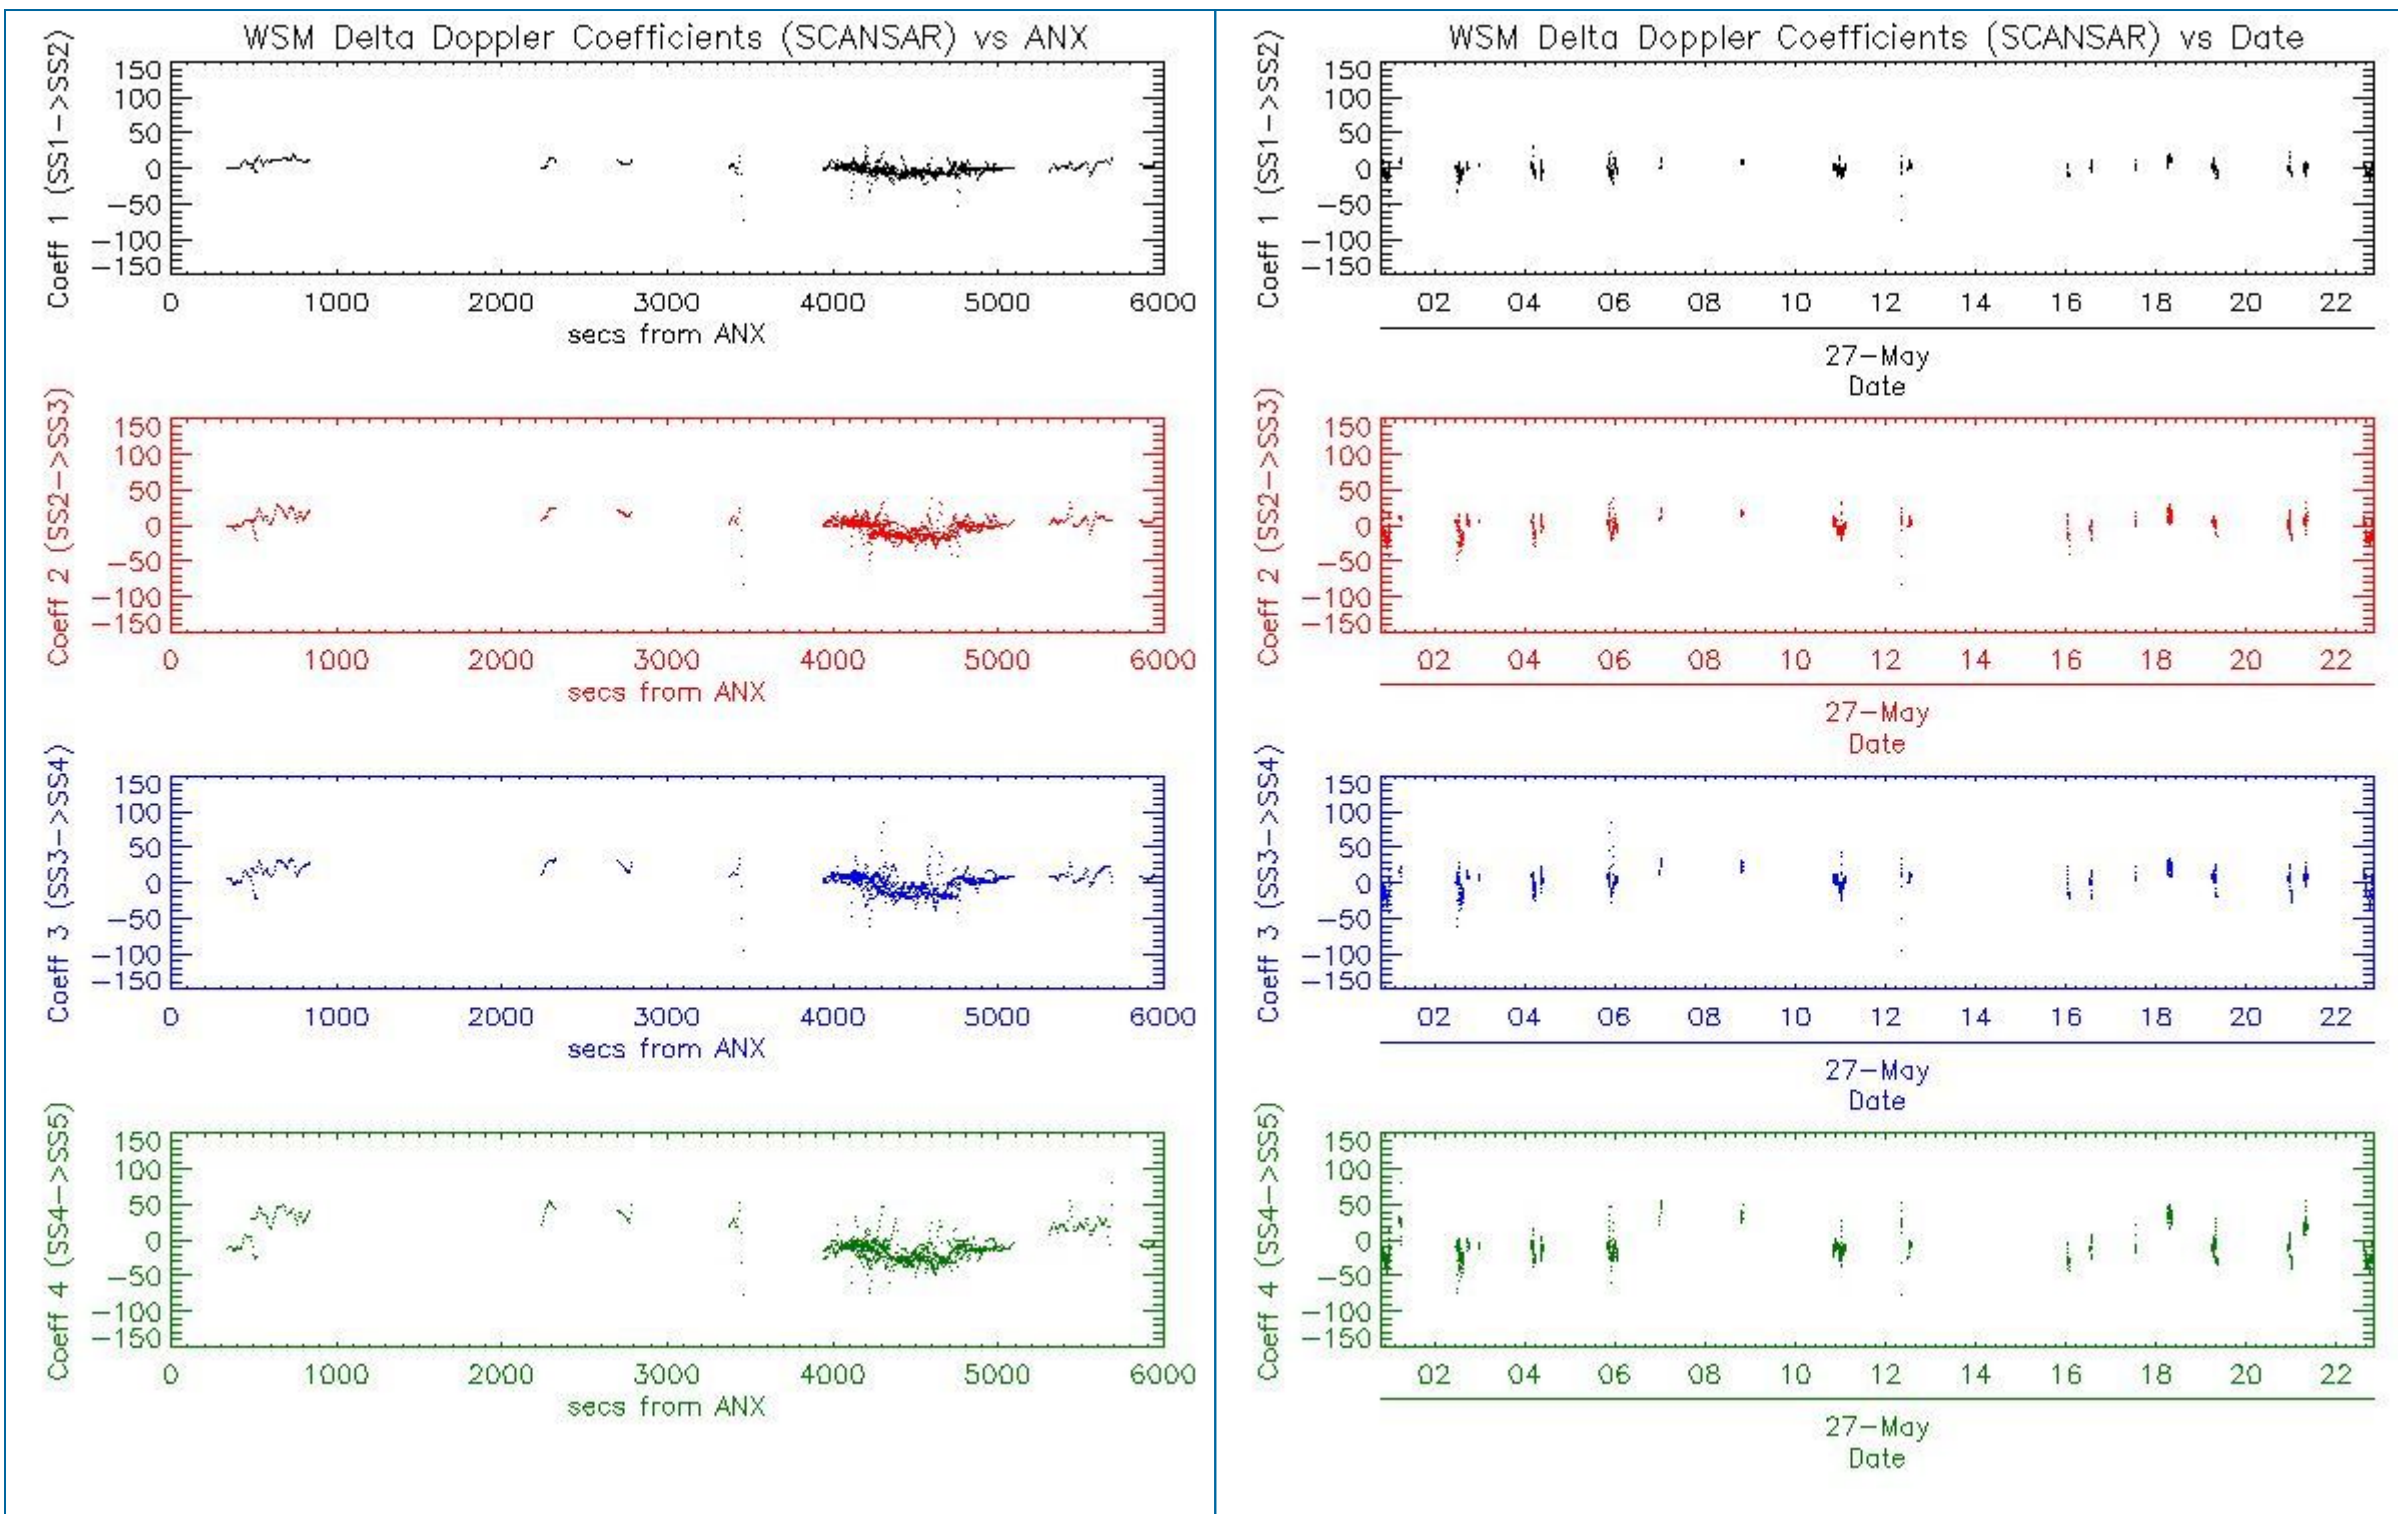 WSM Delta Doppler Coefficients (SCANSAR) vs ANX
Coeff 1 (SS1->SS2)
150
100
50
0
-50
-100
-150
0 1000 2000 3000 4000 5000 6000
secs from ANX
Coeff 2 (SS2->SS3)
150
100
50
0
-50
-100
-150
0 1000 2000 3000 4000 5000 6000
secs from ANX
Coeff 3 (SS3->SS4)
150
100
50
0
-50
-100
-150
0 1000 2000 3000 4000 5000 6000
secs from ANX
Coeff 4 (SS4->SS5)
150
100
50
0
-50
-100
-150
0 1000 2000 3000 4000 5000 6000
secs from ANX
WSM Delta Doppler Coefficients (SCANSAR) vs Date
Coeff 1 (SS1->SS2)
150
100
50
0
-50
-100
-150
02 04 06 08 10 12 14 16 18 20 22
27-May
Date
Coeff 2 (SS2->SS3)
150
100
50
0
-50
-100
-150
02 04 06 08 10 12 14 16 18 20 22
27-May
Date
Coeff 3 (SS3->SS4)
150
100
50
0
-50
-100
-150
02 04 06 08 10 12 14 16 18 20 22
27-May
Date
Coeff 4 (SS4->SS5)
150
100
50
0
-50
-100
-150
02 04 06 08 10 12 14 16 18 20 22
27-May
Date